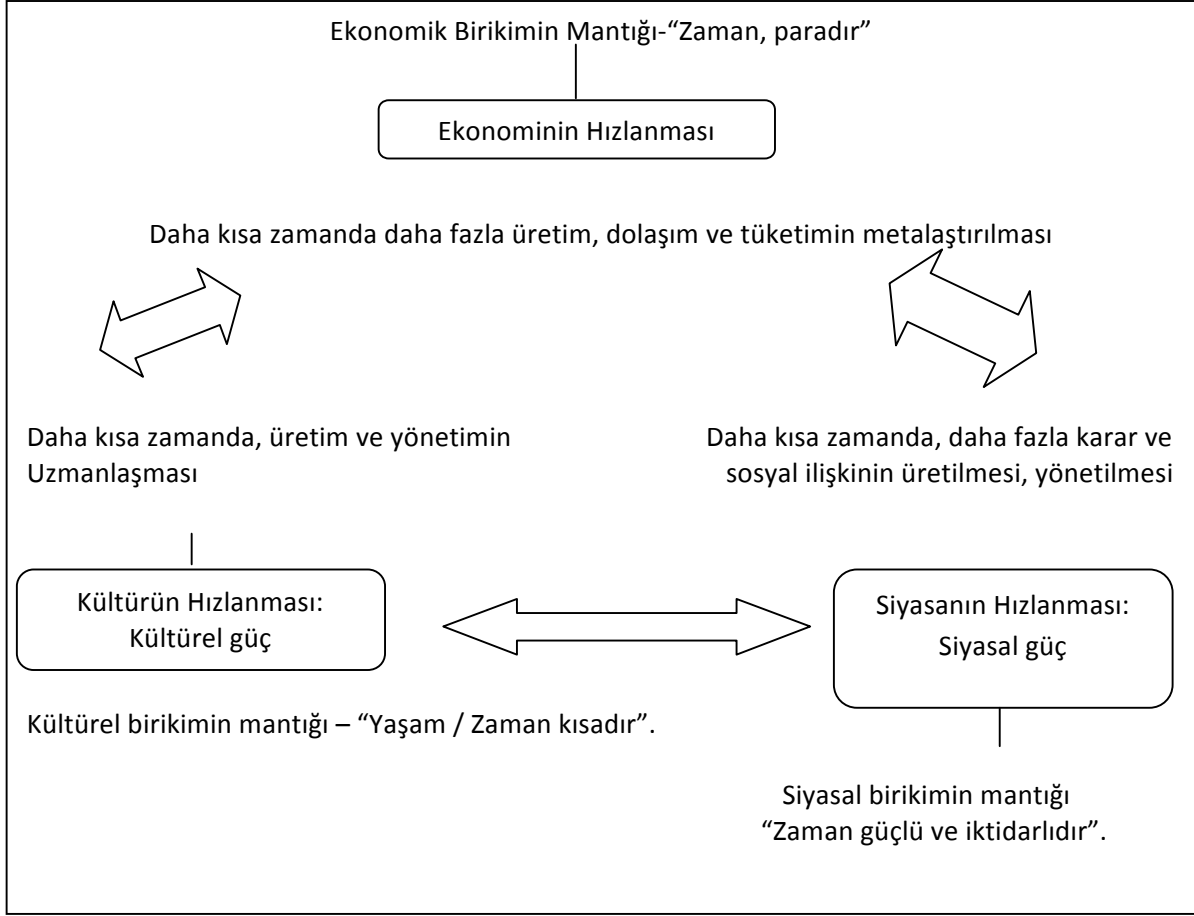 Ekonomik Birikimin Mantığı-“Zaman, paradır”
Ekonominin Hızlanması
Daha kısa zamanda daha fazla üretim, dolaşım ve tüketimin metalaştırılması
Daha kısa zamanda, üretim ve yönetimin
Uzmanlaşması
Daha kısa zamanda, daha fazla karar ve
sosyal ilişkinin üretilmesi, yönetilmesi
Kültürün Hızlanması:
Kültürel güç
Siyasanın Hızlanması:
Siyasal güç
Kültürel birikimin mantığı – “Yaşam / Zaman kısadır”.
Siyasal birikimin mantığı
“Zaman güçlü ve iktidarlıdır”.